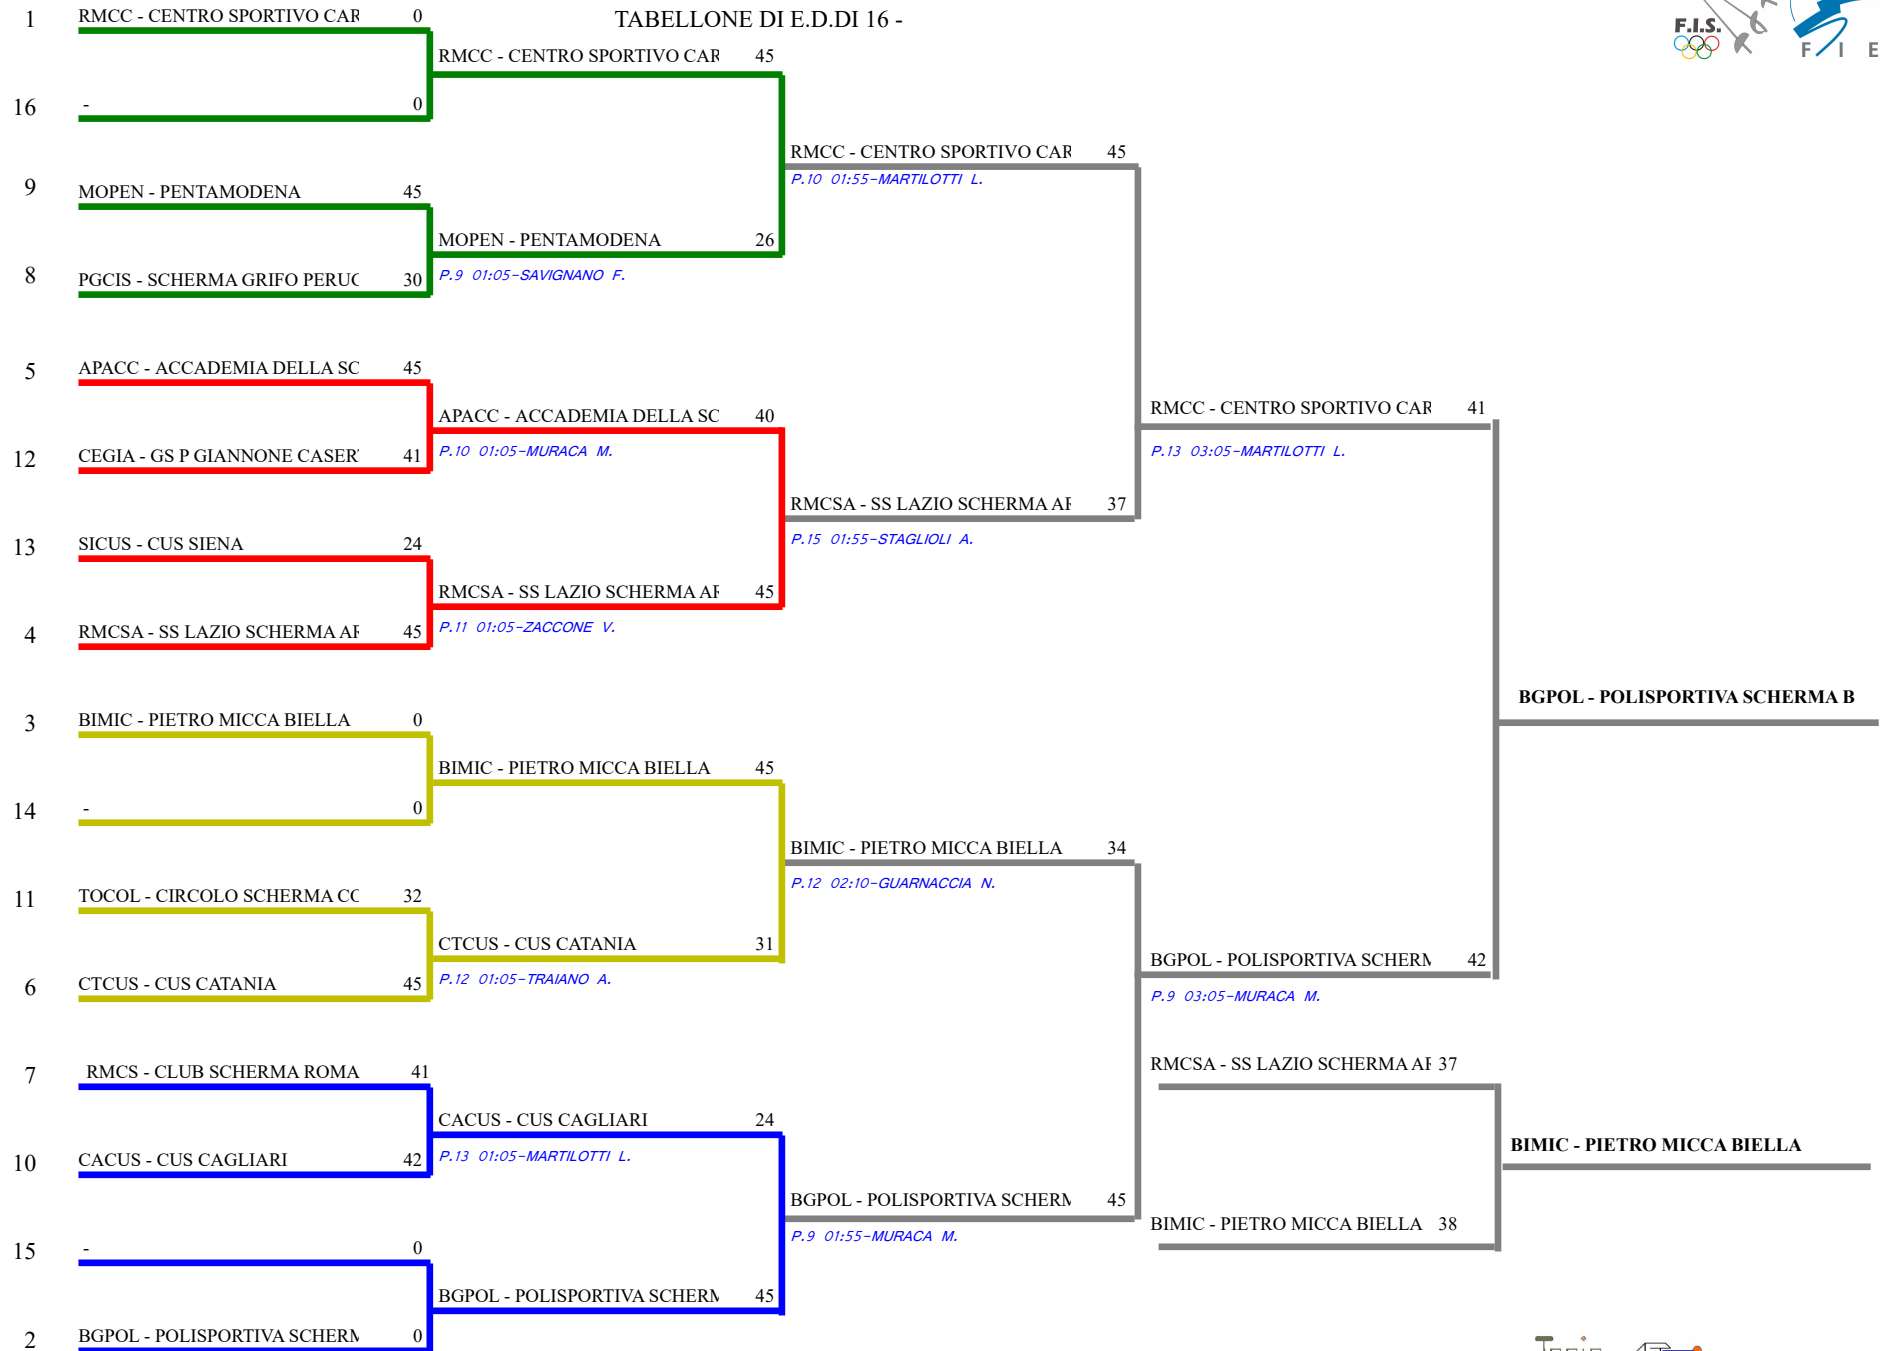 TABELLONE DI E.D.DI 16 -
F.I.S.
F I E
1 RMCC - CENTRO SPORTIVO CAR 0
RMCC - CENTRO SPORTIVO CAR 45
16 - 0
RMCC - CENTRO SPORTIVO CAR 45
P.10 01:55-MARTILOTTI L.
9 MOPEN - PENTAMODENA 45
MOPEN - PENTAMODENA 26
P.9 01:05-SAVIGNANO F.
8 PGCIS - SCHERMA GRIFO PERUG 30
5 APACC - ACCADEMIA DELLA SC 45
RMCC - CENTRO SPORTIVO CAR 41
P.13 03:05-MARTILOTTI L.
APACC - ACCADEMIA DELLA SC 40
P.10 01:05-MURACA M.
12 CEGIA - GS P GIANNONE CASER 41
RMCSA - SS LAZIO SCHERMA AR 37
P.15 01:55-STAGLIOLI A.
13 SICUS - CUS SIENA 24
RMCSA - SS LAZIO SCHERMA AR 45
P.11 01:05-ZACCONE V.
4 RMCSA - SS LAZIO SCHERMA AR 45
BGPOL - POLISPORTIVA SCHERMA B
3 BIMIC - PIETRO MICCA BIELLA 0
BIMIC - PIETRO MICCA BIELLA 45
14 - 0
BIMIC - PIETRO MICCA BIELLA 34
P.12 02:10-GUARNACCIA N.
11 TOCOL - CIRCOLO SCHERMA CO 32
CTCUS - CUS CATANIA 31
P.12 01:05-TRAIANO A.
BGPOL - POLISPORTIVA SCHERM 42
P.9 03:05-MURACA M.
6 CTCUS - CUS CATANIA 45
7 RMCS - CLUB SCHERMA ROMA 41
RMCSA - SS LAZIO SCHERMA AR 37
CACUS - CUS CAGLIARI 24
P.13 01:05-MARTILOTTI L.
BIMIC - PIETRO MICCA BIELLA
10 CACUS - CUS CAGLIARI 42
BGPOL - POLISPORTIVA SCHERM 45
P.9 01:55-MURACA M.
BIMIC - PIETRO MICCA BIELLA 38
15 - 0
BGPOL - POLISPORTIVA SCHERM 45
2 BGPOL - POLISPORTIVA SCHERM 0